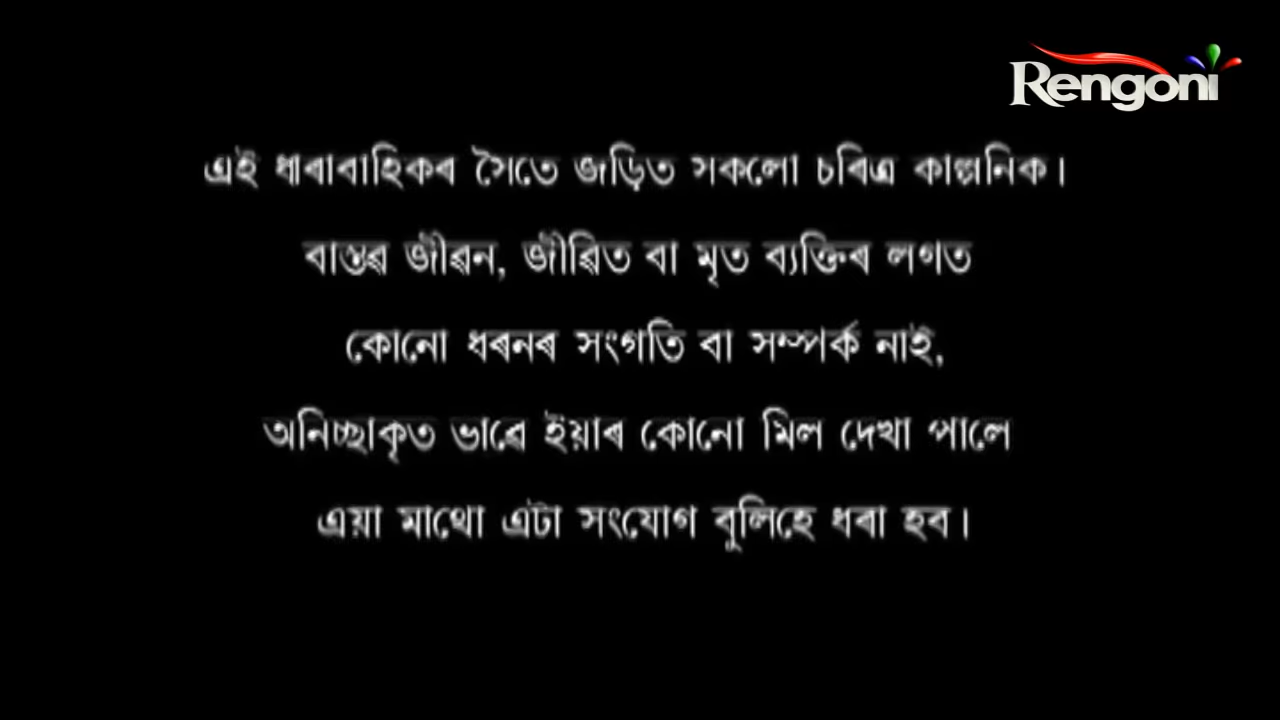 Rengoni
এই ধাৰাবাহিকৰ সৈতে জড়িত সকলো চৰিত্ৰ কাল্পনিক।
বাস্তৱ জীৱন, জীৱিত বা মৃত ব্যক্তিৰ লগত
কোনো ধৰনৰ সংগতি বা সম্পৰ্ক নাই,
অনিচ্ছাকৃত ভাৱে ইয়াৰ কোনো মিল দেখা পালে
এয়া মাথো এটা সংযোগ বুলিহে ধৰা হব।